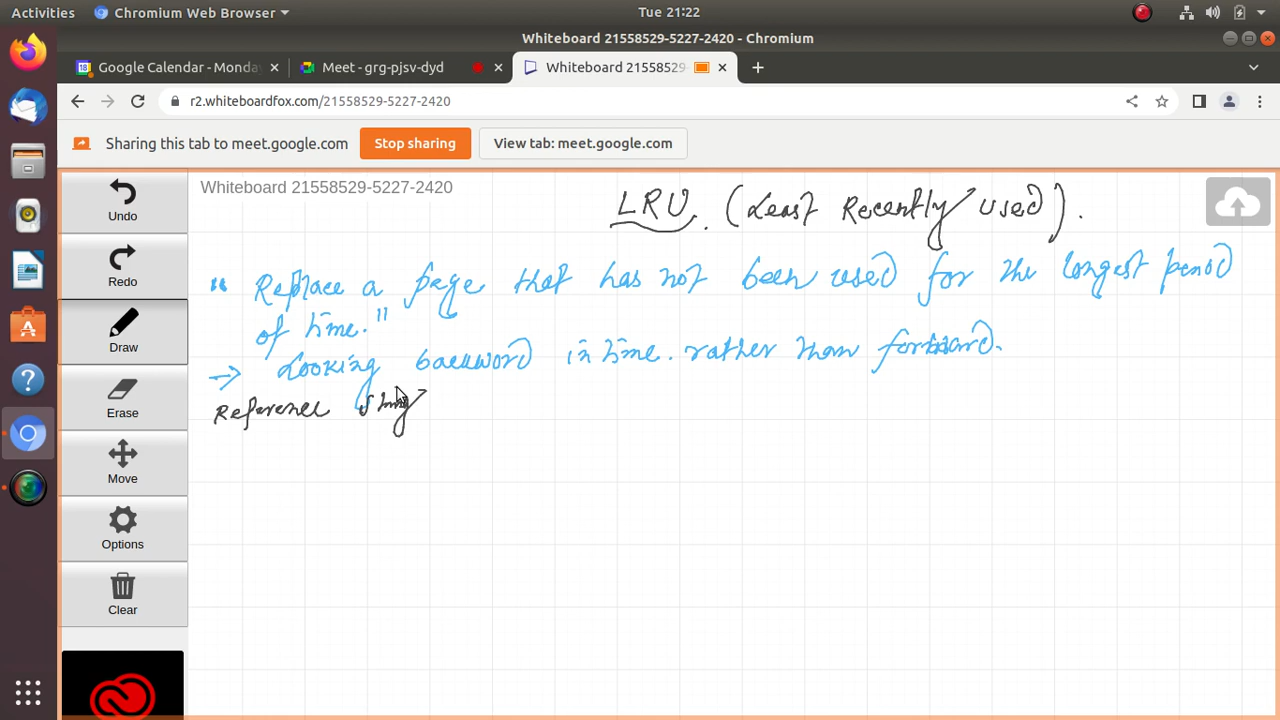 Activities Chromium Web Browser Tue 21:22
Whiteboard 21558529-5227-2420 - Chromium
Google Calendar - Monda Meet - grg-pjsv-dyd Whiteboard 21558529-
r2.whiteboardfox.com/21558529-5227-2420
Sharing this tab to meet.google.com Stop sharing View tab: meet.google.com
Whiteboard 21558529-5227-2420
LRU. (Least Recently used).
" Replace a page that has not been used for the longest period
of time."
→ Looking backword in time. rather than forward.
Reference string
Undo
Redo
Draw
Erase
Move
Options
Clear